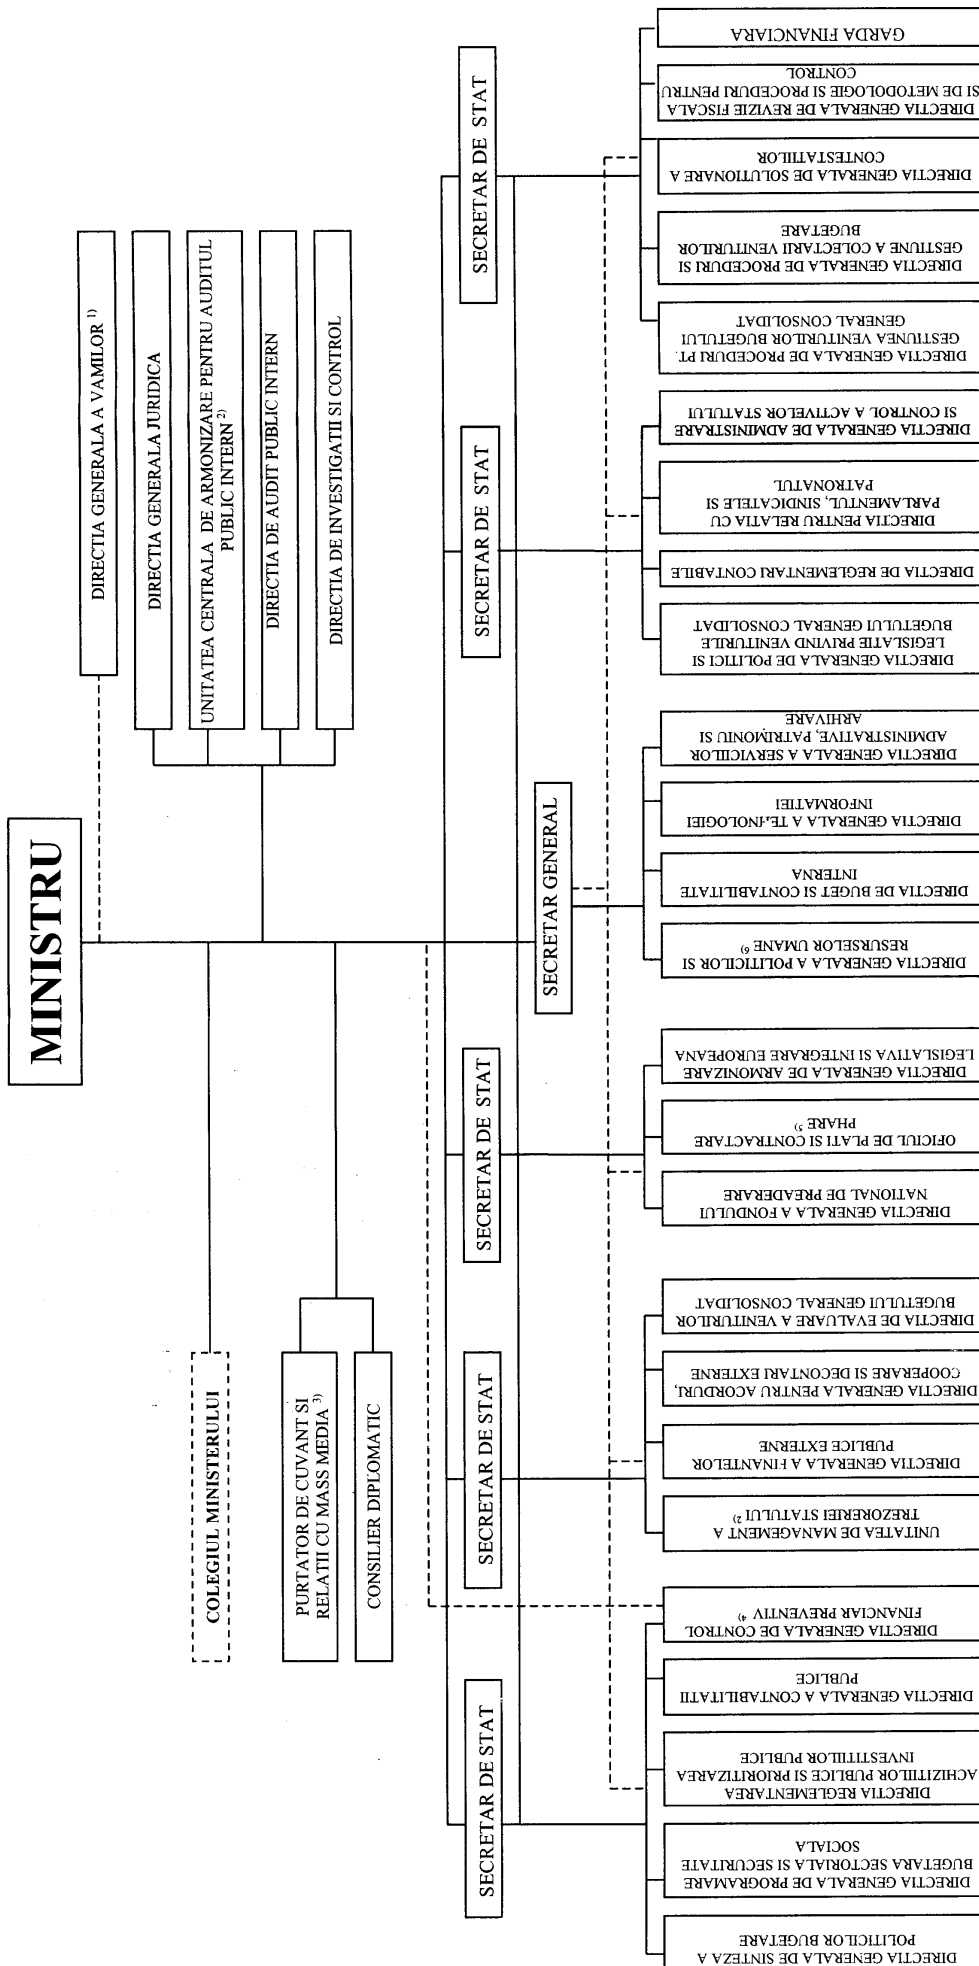 MINISTRU
DIRECTIA GENERALA A VAMILOR 1)
DIRECTIA GENERALA JURIDICA
UNITATEA CENTRALA DE ARMONIZARE PENTRU AUDITUL
PUBLIC INTERN 2)
DIRECTIA DE AUDIT PUBLIC INTERN
DIRECTIA DE INVESTIGATII SI CONTROL
COLEGIUL MINISTERULUI
PURTATOR DE CUVANT SI
RELATII CU MASS MEDIA 3)
CONSILIER DIPLOMATIC
SECRETAR DE STAT
SECRETAR DE STAT
SECRETAR DE STAT
SECRETAR GENERAL
SECRETAR DE STAT
SECRETAR DE STAT
DIRECTIA GENERALA DE SINTEZA A
POLITICILOR BUGETARE
DIRECTIA GENERALA DE PROGRAMARE
BUGETARA SECTORIALA SI SECURITATE
SOCIALA
DIRECTIA REGLEMENTAREA
ACHIZITIILOR PUBLICE SI PRIORITIZAREA
INVESTITIILOR PUBLICE
DIRECTIA GENERALA A CONTABILITATII
PUBLICE
DIRECTIA GENERALA DE CONTROL
FINANCIAR PREVENTIV 4)
UNITATEA DE MANAGEMENT A
TREZORERIEI STATULUI 2)
DIRECTIA GENERALA A FINANTELOR
PUBLICE EXTERNE
DIRECTIA GENERALA PENTRU ACORDURI,
COOPERARE SI DECONTARI EXTERNE
DIRECTIA DE EVALUARE A VENITURILOR
BUGETULUI GENERAL CONSOLIDAT
DIRECTIA GENERALA A FONDULUI
NATIONAL DE PREADERARE
OFICIUL DE PLATI SI CONTRACTARE
PHARE 5)
DIRECTIA GENERALA DE ARMONIZARE
LEGISLATIVA SI INTEGRARE EUROPEANA
DIRECTIA GENERALA A POLITICILOR SI
RESURSELOR UMANE 6)
DIRECTIA DE BUGET SI CONTABILITATE
INTERNA
DIRECTIA GENERALA A TEHNOLOGIEI
INFORMATIEI
DIRECTIA GENERALA A SERVICIILOR
ADMINISTRATIVE, PATRIMONIU SI
ARHIVARE
DIRECTIA GENERALA DE POLITICI SI
LEGISLATIE PRIVIND VENITURILE
BUGETULUI GENERAL CONSOLIDAT
DIRECTIA DE REGLEMENTARI CONTABILE
DIRECTIA PENTRU RELATIA CU
PARLAMENTUL, SINDICATELE SI
PATRONATUL
DIRECTIA GENERALA DE ADMINISTRARE
SI CONTROL A ACTIVELOR STATULUI
DIRECTIA GENERALA DE PROCEDURI PT.
GESTIUNEA VENITURILOR BUGETULUI
GENERAL CONSOLIDAT
DIRECTIA GENERALA DE PROCEDURI SI
GESTIUNE A COLECTARII VENITURILOR
BUGETARE
DIRECTIA GENERALA DE SOLUTIONARE A
CONTESTATIILOR
DIRECTIA GENERALA DE REVIZIE FISCALA
SI DE METODOLOGIE SI PROCEDURI PENTRU
CONTROL
GARDA FINANCIARA